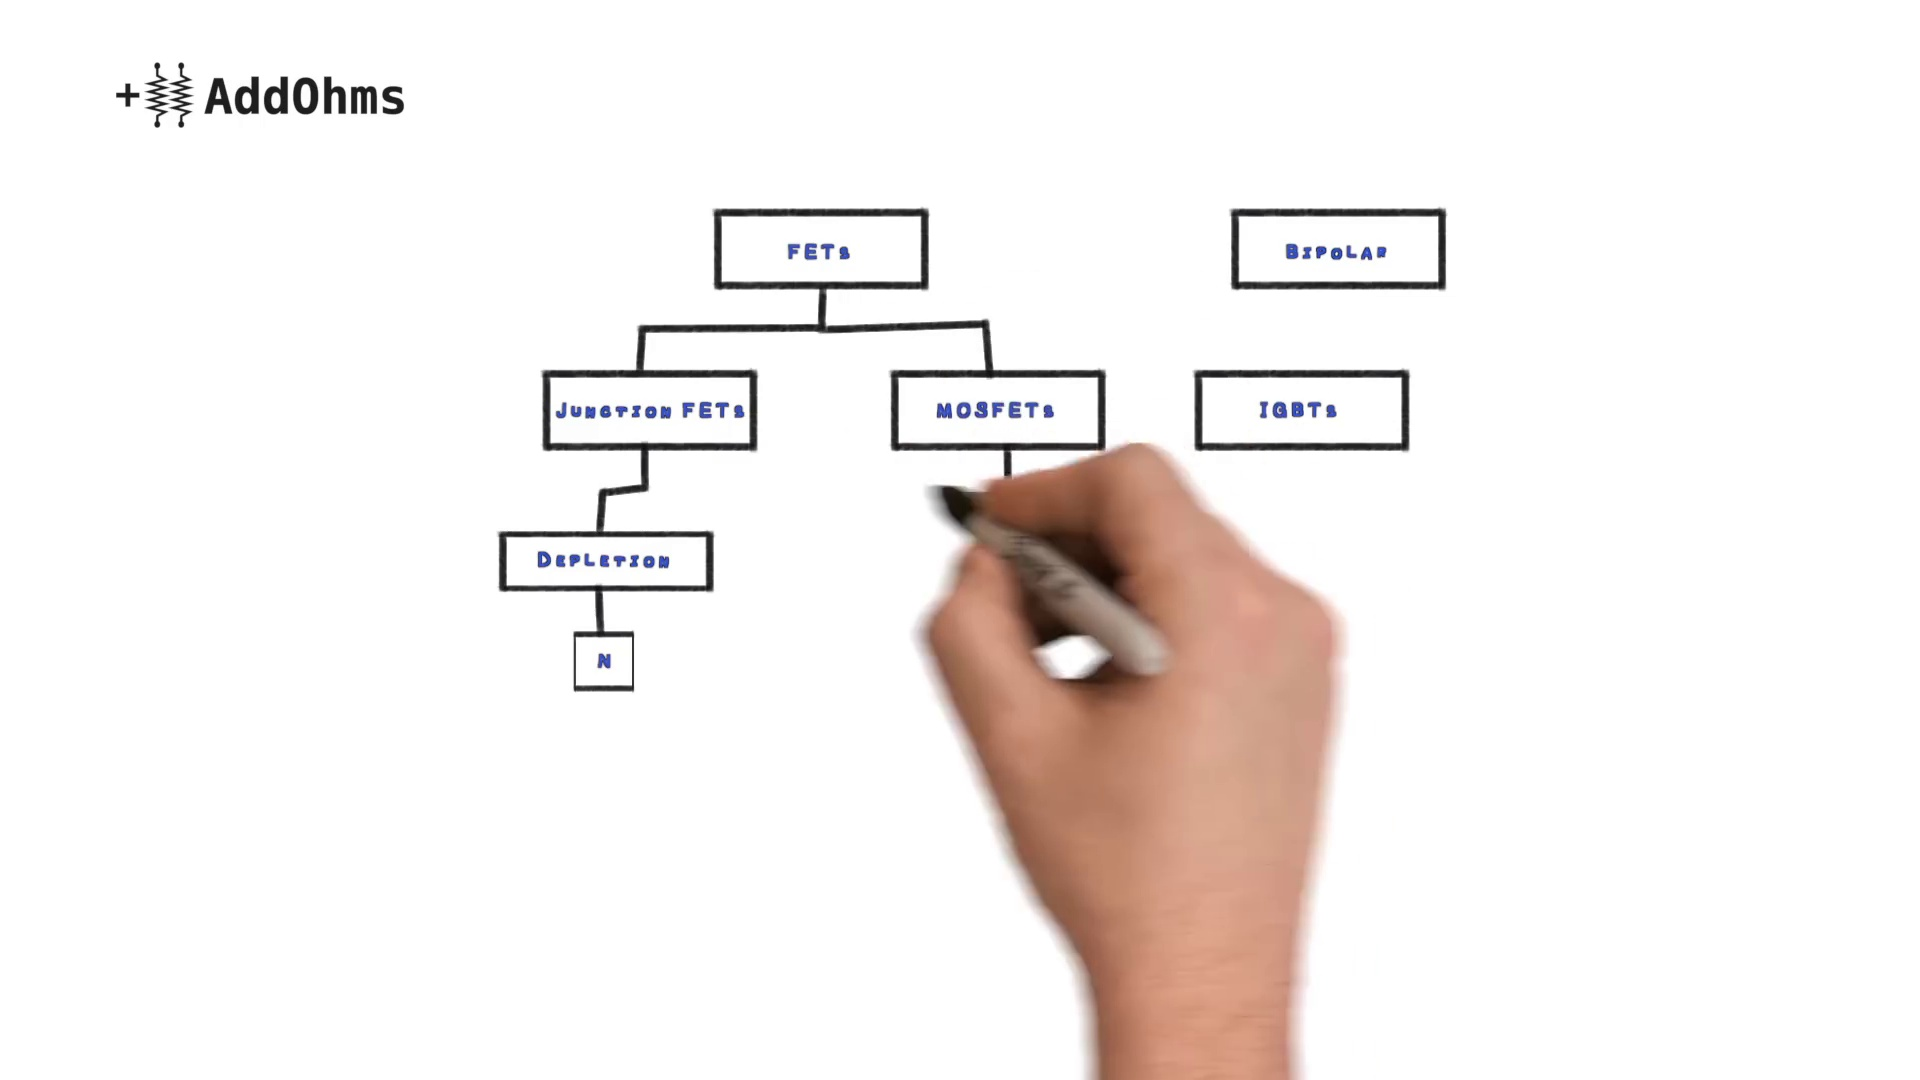 + AddOhms
FETs
Bipolar
Junction FETs
MOSFETs
IGBTs
Depletion
N